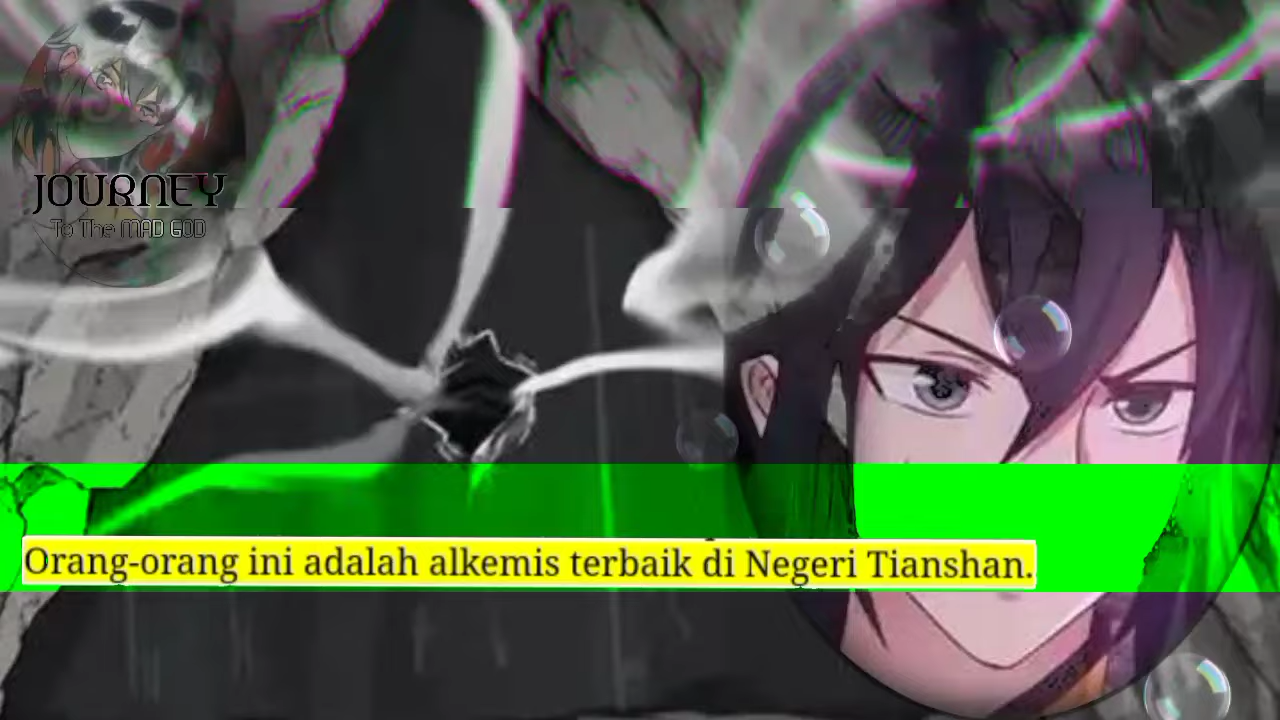 JOURNEY
To The MAD GOD
Orang-orang ini adalah alkemis terbaik di Negeri Tianshan.